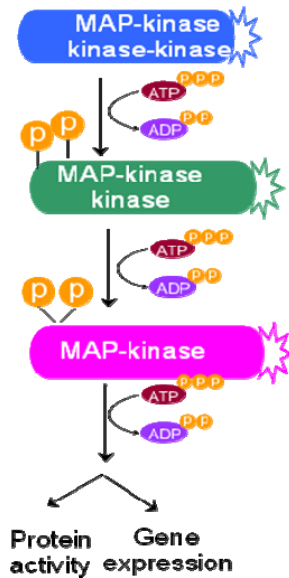 MAP-kinase
kinase-kinase
P P P
ATP
P P
ADP
P P
MAP-kinase
kinase
P P P
ATP
P P
ADP
P P
MAP-kinase
P P P
ATP
P P
ADP
Protein Gene
activity expression